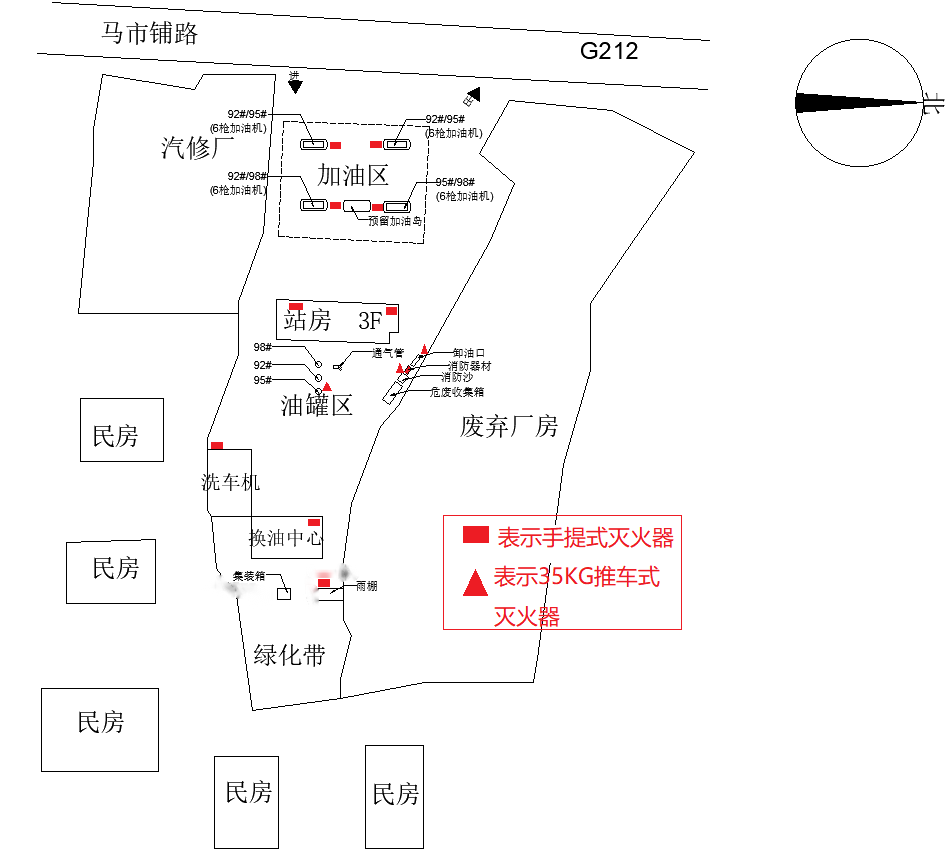 马市铺路
G212
北
进
出
92#/95#
(6枪加油机)
92#/95#
(6枪加油机)
汽修厂
加油区
92#/98#
(6枪加油机)
95#/98#
(6枪加油机)
预留加油岛
站房 3F
98#
92#
95#
通气管
卸油口
消防器材
消防沙
危废收集箱
油罐区
废弃厂房
民房
洗车机
换油中心
表示手提式灭火器
表示35KG推车式
灭火器
民房
集装箱
雨棚
绿化带
民房
民房
民房